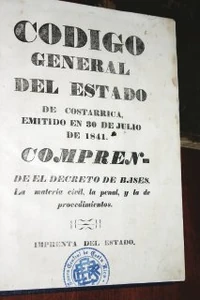 CODIGO
GENERAL
DEL ESTADO
DE COSTARRICA,
EMITIDO EN 30 DE JULIO
DE 1841.
COMPREN-
DE EL DECRETO DE BASES.
La materia civil, la penal, y la de
procedimientos.
IMPRENTA DEL ESTADO.